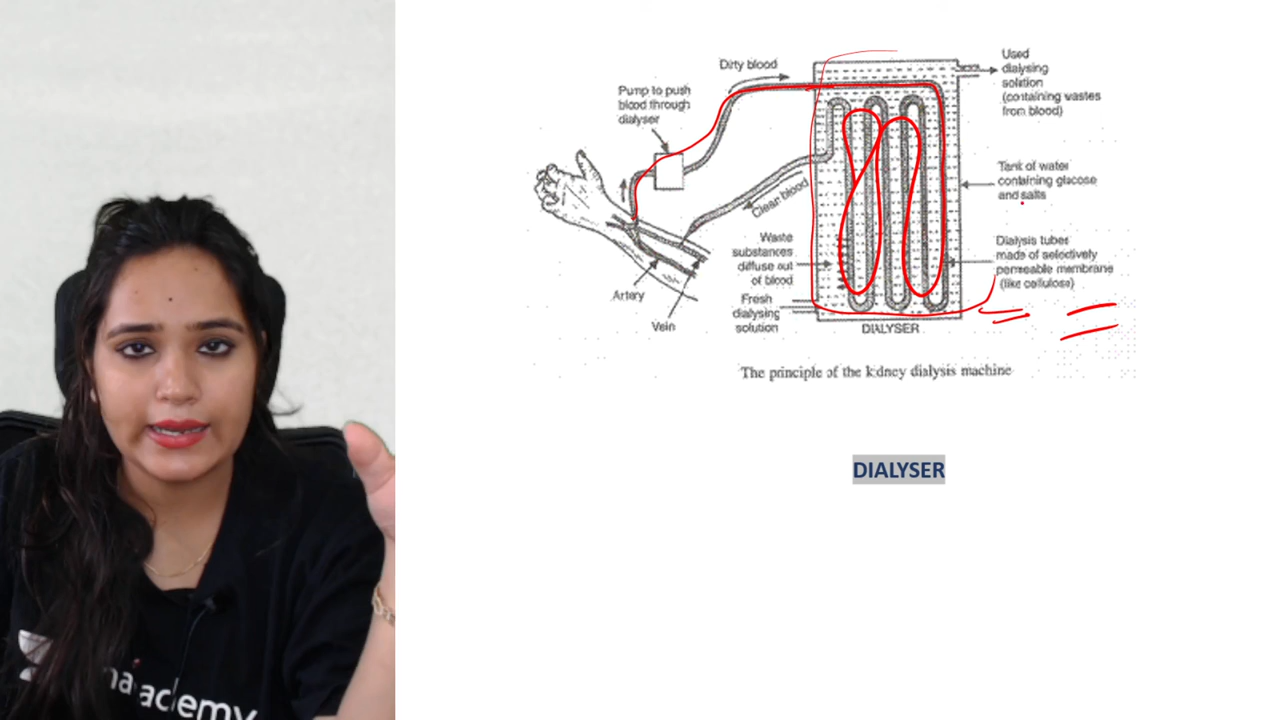 Dirty blood
Pump to push
blood through
dialyser
Used
dialysing
solution
(containing wastes
from blood)
Tank of water
containing glucose
and salts
Clear blood
Waste
substances
diffuse out
of blood
Dialysis tubes
made of selectively
permeable membrane
(like cellulose)
Artery
Vein
Fresh
dialysing
solution
DIALYSER
The principle of the kidney dialysis machine
DIALYSER